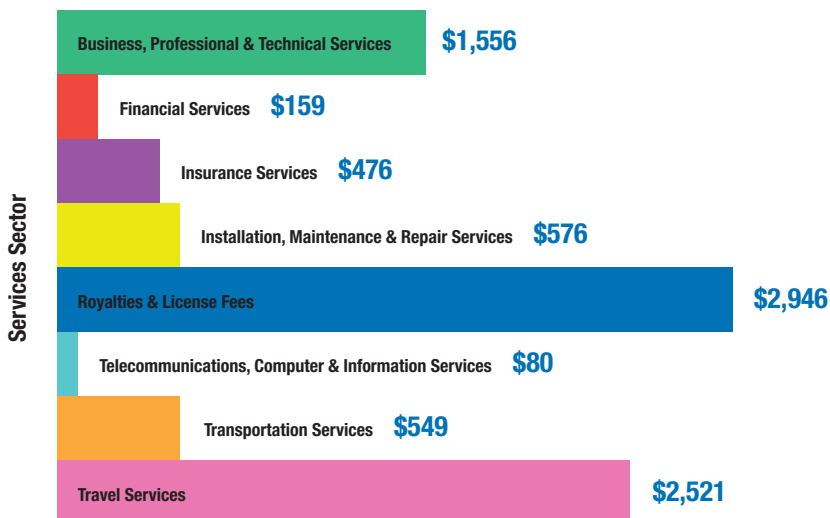 Services Sector
Business, Professional & Technical Services $1,556
Financial Services $159
Insurance Services $476
Installation, Maintenance & Repair Services $576
Royalties & License Fees $2,946
Telecommunications, Computer & Information Services $80
Transportation Services $549
Travel Services $2,521